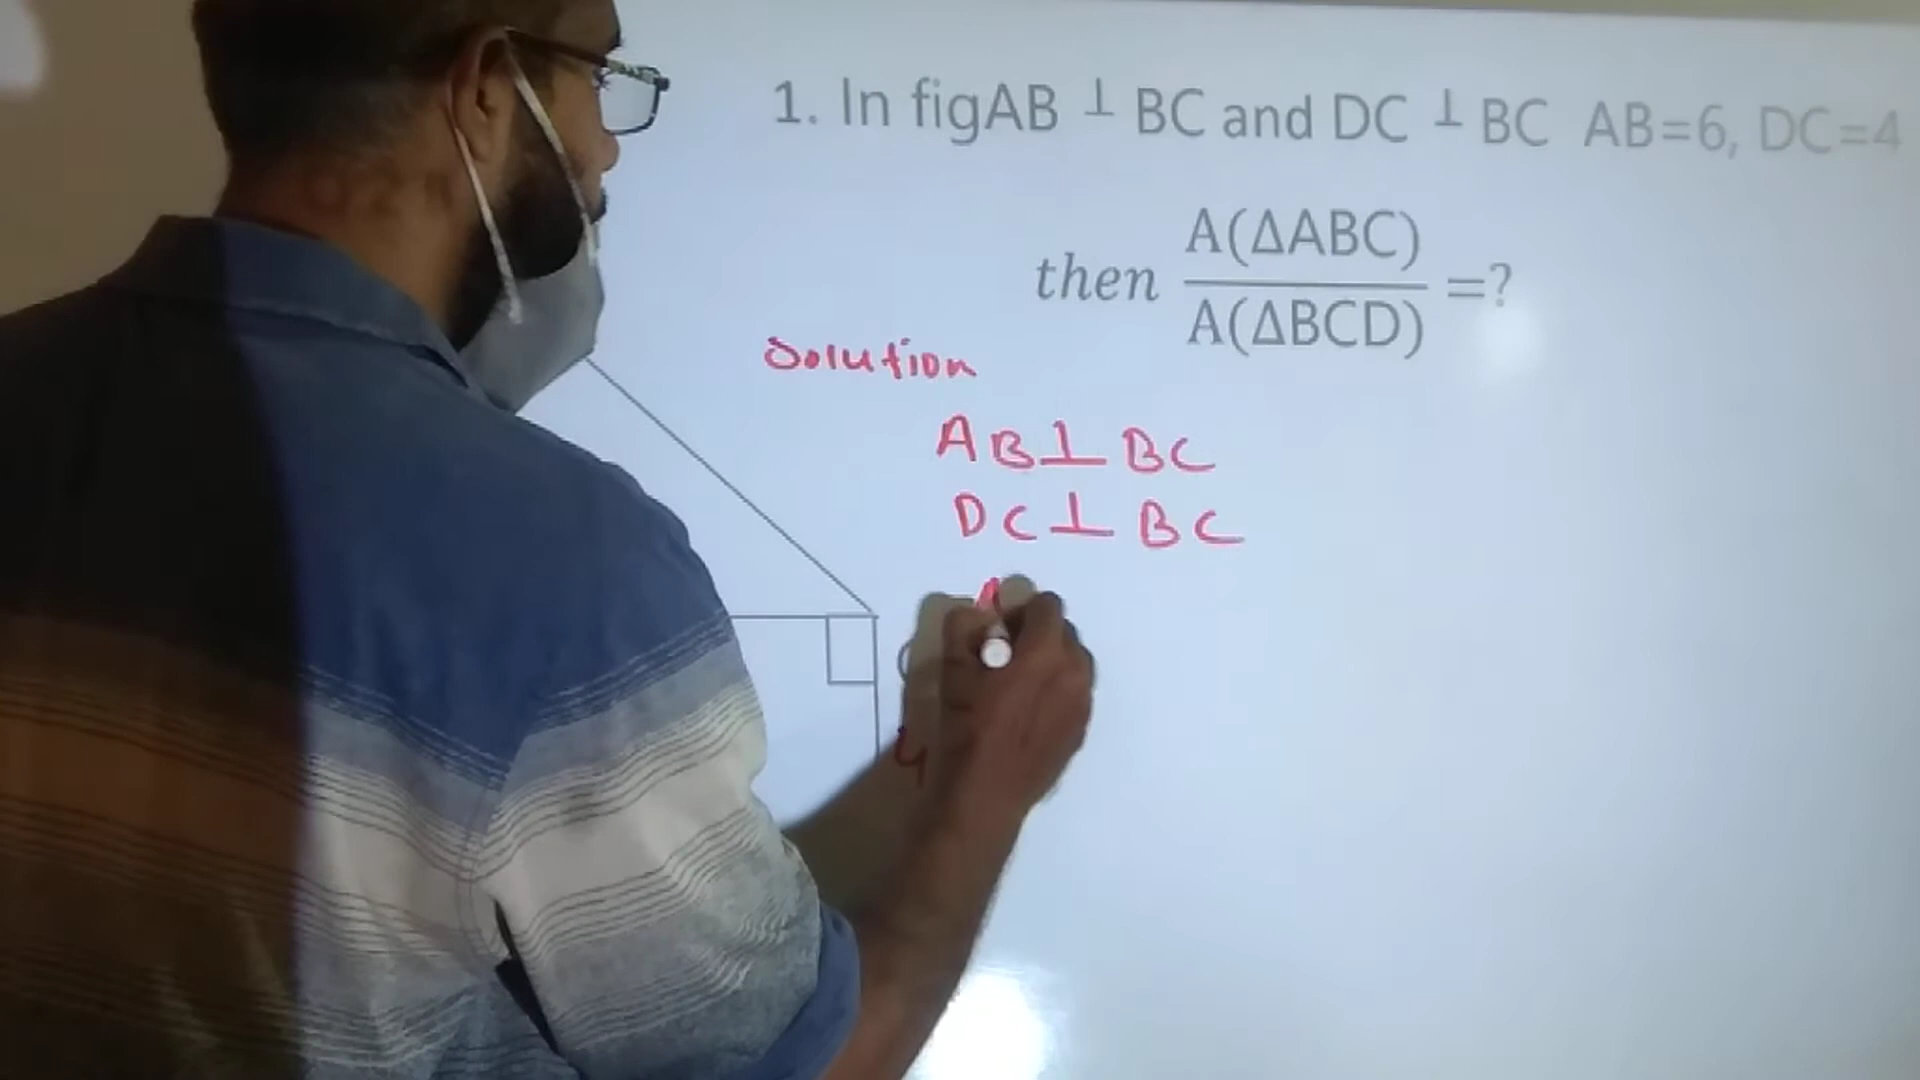 1. In figAB ⊥ BC and DC ⊥ BC AB=6, DC=4
then A(ΔABC)/A(ΔBCD) =?
Solution
AB⊥BC
DC⊥BC
A
4